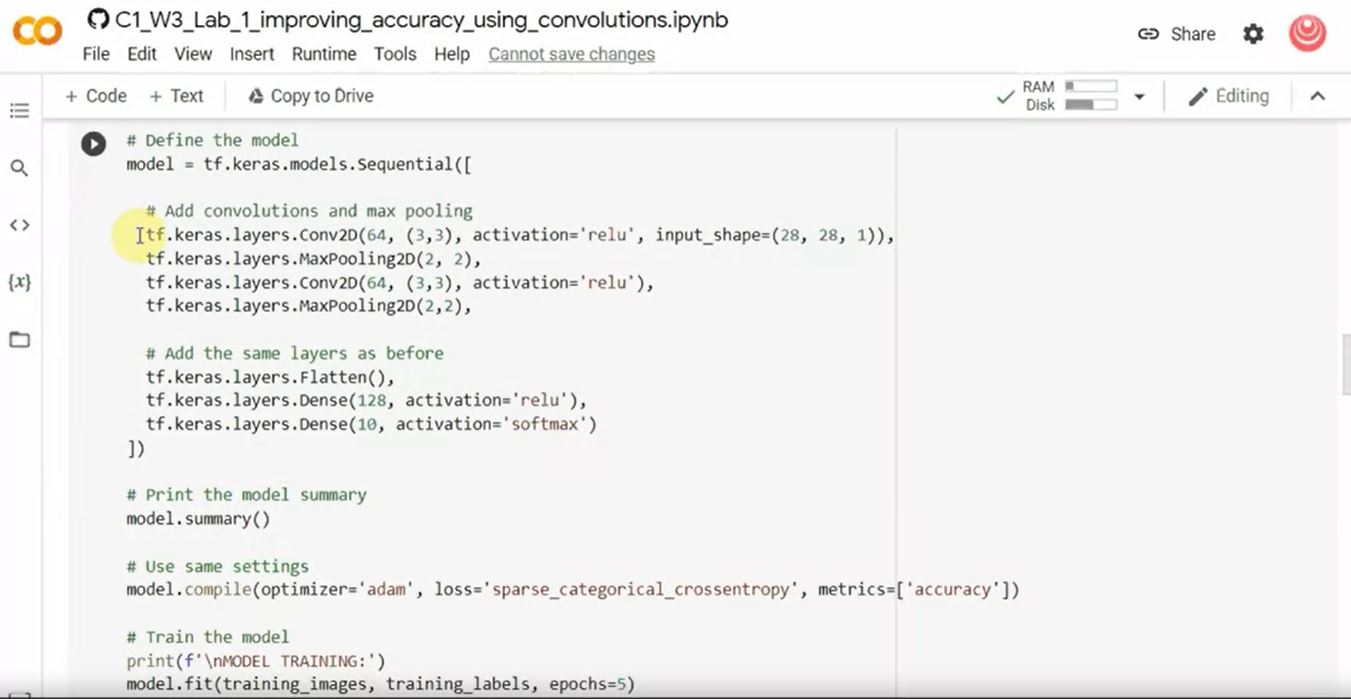 C1_W3_Lab_1_improving_accuracy_using_convolutions.ipynb
File Edit View Insert Runtime Tools Help Cannot save changes
Share
+ Code + Text Copy to Drive
RAM
Disk
Editing
{x}
# Define the model
model = tf.keras.models.Sequential([
# Add convolutions and max pooling
tf.keras.layers.Conv2D(64, (3,3), activation='relu', input_shape=(28, 28, 1)),
tf.keras.layers.MaxPooling2D(2, 2),
tf.keras.layers.Conv2D(64, (3,3), activation='relu'),
tf.keras.layers.MaxPooling2D(2,2),
# Add the same layers as before
tf.keras.layers.Flatten(),
tf.keras.layers.Dense(128, activation='relu'),
tf.keras.layers.Dense(10, activation='softmax')
])
# Print the model summary
model.summary()
# Use same settings
model.compile(optimizer='adam', loss='sparse_categorical_crossentropy', metrics=['accuracy'])
# Train the model
print(f'\nMODEL TRAINING:')
model.fit(training_images, training_labels, epochs=5)